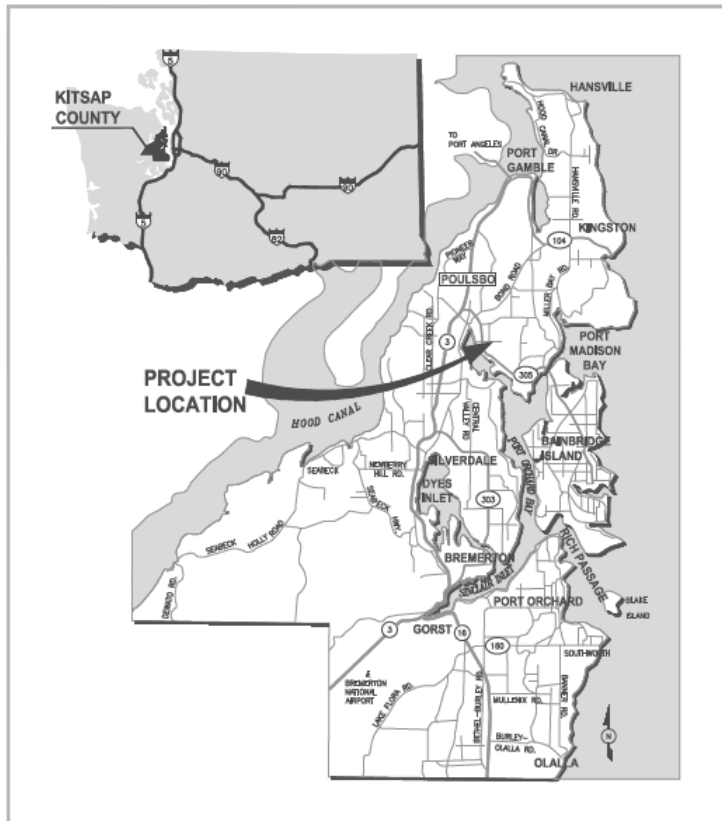 5
KITSAP
COUNTY
90
90
5
82
HANSVILLE
HOOD CANAL DR
TO
PORT ANGELES
PORT
GAMBLE
HANSVILLE RD.
KINGSTON
104
PIONEER
WAY
POULSBO
BOND ROAD
MILLER BAY RD.
CLEAR CREEK RD.
3
PORT
MADISON
BAY
305
PROJECT
LOCATION
HOOD CANAL
CENTRAL
VALLEY RD
PORT ORCHARD BAY
BAINBRIDGE
ISLAND
SEABECK
NEWBERRY
HILL RD.
SILVERDALE
DYES
INLET
SEABECK HWY.
303
SEABECK
HOLLY ROAD
BREMERTON
RICH PASSAGE
SINCLAIR INLET
DEWATO RD.
PORT ORCHARD
BLAKE
ISLAND
3
GORST
16
160
SOUTHWORTH
&
BREMERTON
NATIONAL
AIRPORT
LAKE FLORA RD.
BETHEL-BURLEY RD
MULLENIX RD.
BANNER RD.
BURLEY-
OLALLA RD.
OLALLA
N